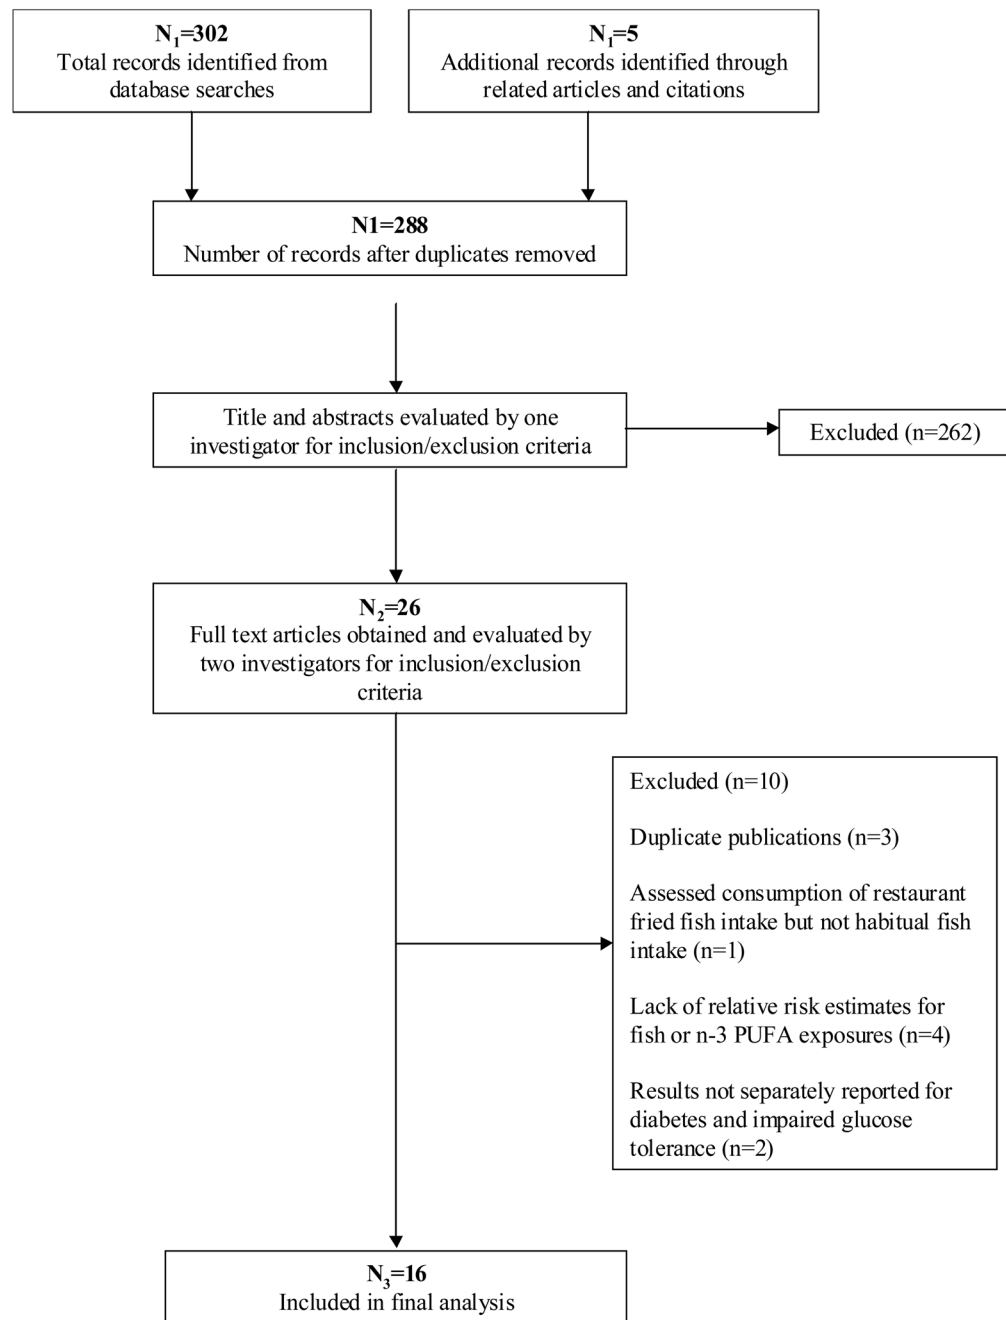 N₁=302
Total records identified from
database searches
N₁=5
Additional records identified through
related articles and citations
N1=288
Number of records after duplicates removed
Title and abstracts evaluated by one
investigator for inclusion/exclusion criteria
Excluded (n=262)
N₂=26
Full text articles obtained and evaluated by
two investigators for inclusion/exclusion
criteria
Excluded (n=10)
Duplicate publications (n=3)
Assessed consumption of restaurant
fried fish intake but not habitual fish
intake (n=1)
Lack of relative risk estimates for
fish or n-3 PUFA exposures (n=4)
Results not separately reported for
diabetes and impaired glucose
tolerance (n=2)
N₃=16
Included in final analysis